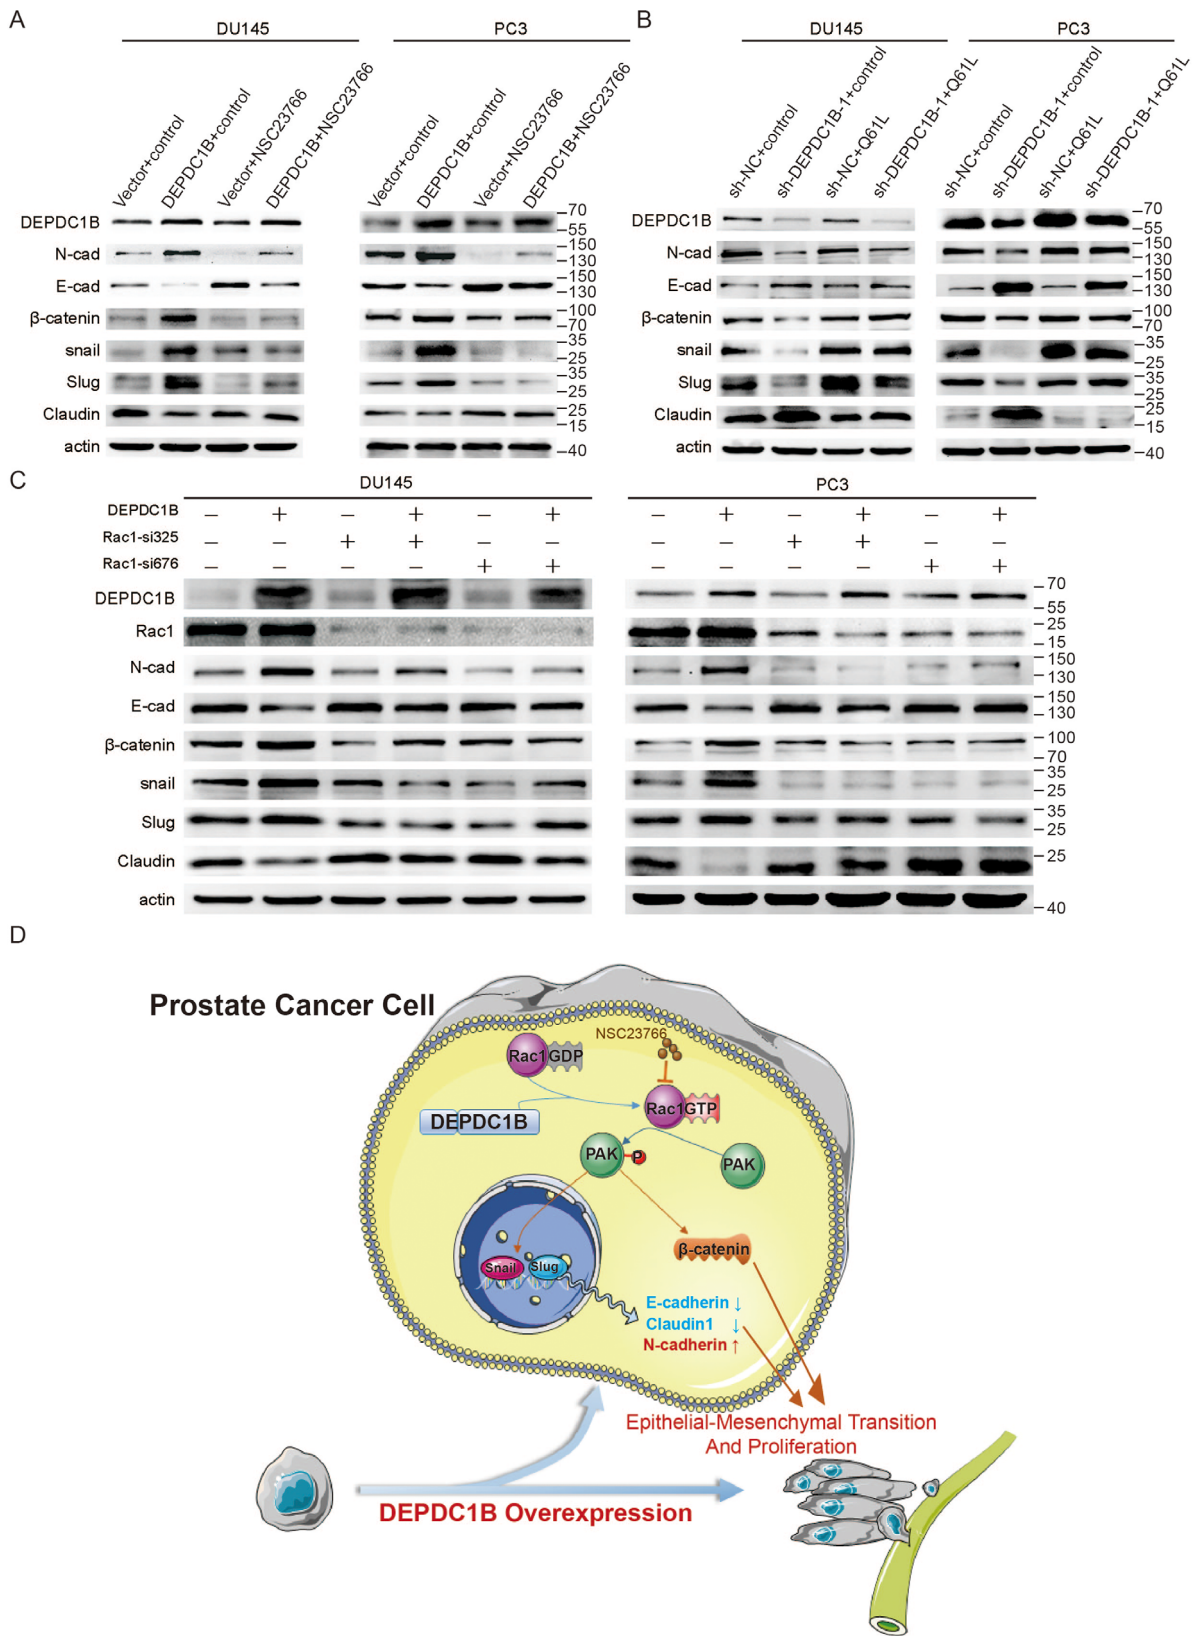 A
DU145
PC3
Vector+control
DEPDC1B+control
Vector+NSC23766
DEPDC1B+NSC23766
Vector+control
DEPDC1B+control
Vector+NSC23766
DEPDC1B+NSC23766
DEPDC1B
N-cad
E-cad
β-catenin
snail
Slug
Claudin
actin
70
55
150
130
150
130
100
70
35
25
35
25
25
15
40
B
DU145
PC3
sh-NC+control
sh-DEPDC1B-1+control
sh-NC+Q61L
sh-DEPDC1B-1+Q61L
sh-NC+control
sh-DEPDC1B-1+control
sh-NC+Q61L
sh-DEPDC1B-1+Q61L
DEPDC1B
N-cad
E-cad
β-catenin
snail
Slug
Claudin
actin
70
55
150
130
150
130
100
70
35
25
35
25
25
15
40
C
DU145
PC3
DEPDC1B − + − + − + − + − + − +
Rac1-si325 − − + + − − − − + + − −
Rac1-si676 − − − − + + − − − − + +
DEPDC1B
Rac1
N-cad
E-cad
β-catenin
snail
Slug
Claudin
actin
70
55
25
15
150
130
150
130
100
70
35
25
35
25
25
40
D
Prostate Cancer Cell
NSC23766
Rac1 GDP
Rac1 GTP
DEPDC1B
PAK P
PAK
β-catenin
Snail Slug
E-cadherin ↓
Claudin1 ↓
N-cadherin ↑
Epithelial-Mesenchymal Transition
And Proliferation
DEPDC1B Overexpression